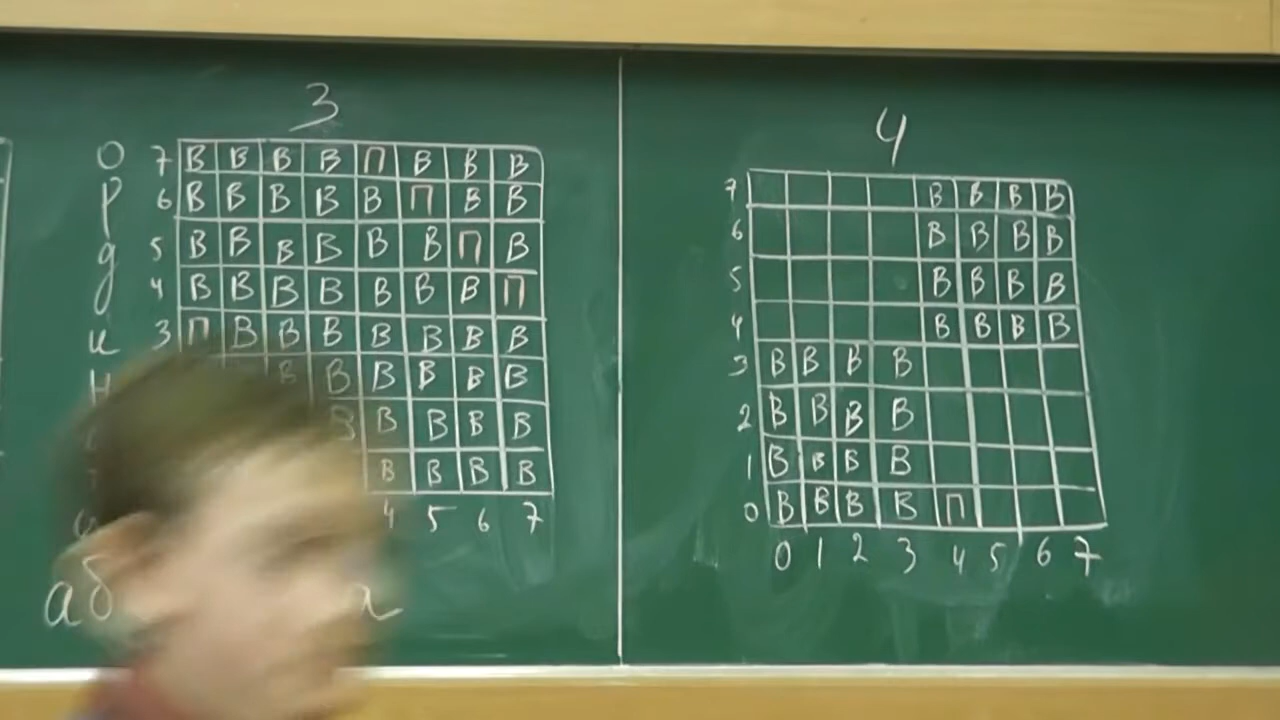 3
о 7 В В В В П В В В
р 6 В В В В В П В В
д 5 В В В В В В П В
4 В В В В В В В П
и 3 П В В В В В В В
н В В В В В В
В В В В В
В В В В
4 5 6 7
а б
4
7 В В В В
6 В В В В
5 В В В В
4 В В В В
3 В В В В
2 В В В В
1 В В В В
0 В В В В П
0 1 2 3 4 5 6 7